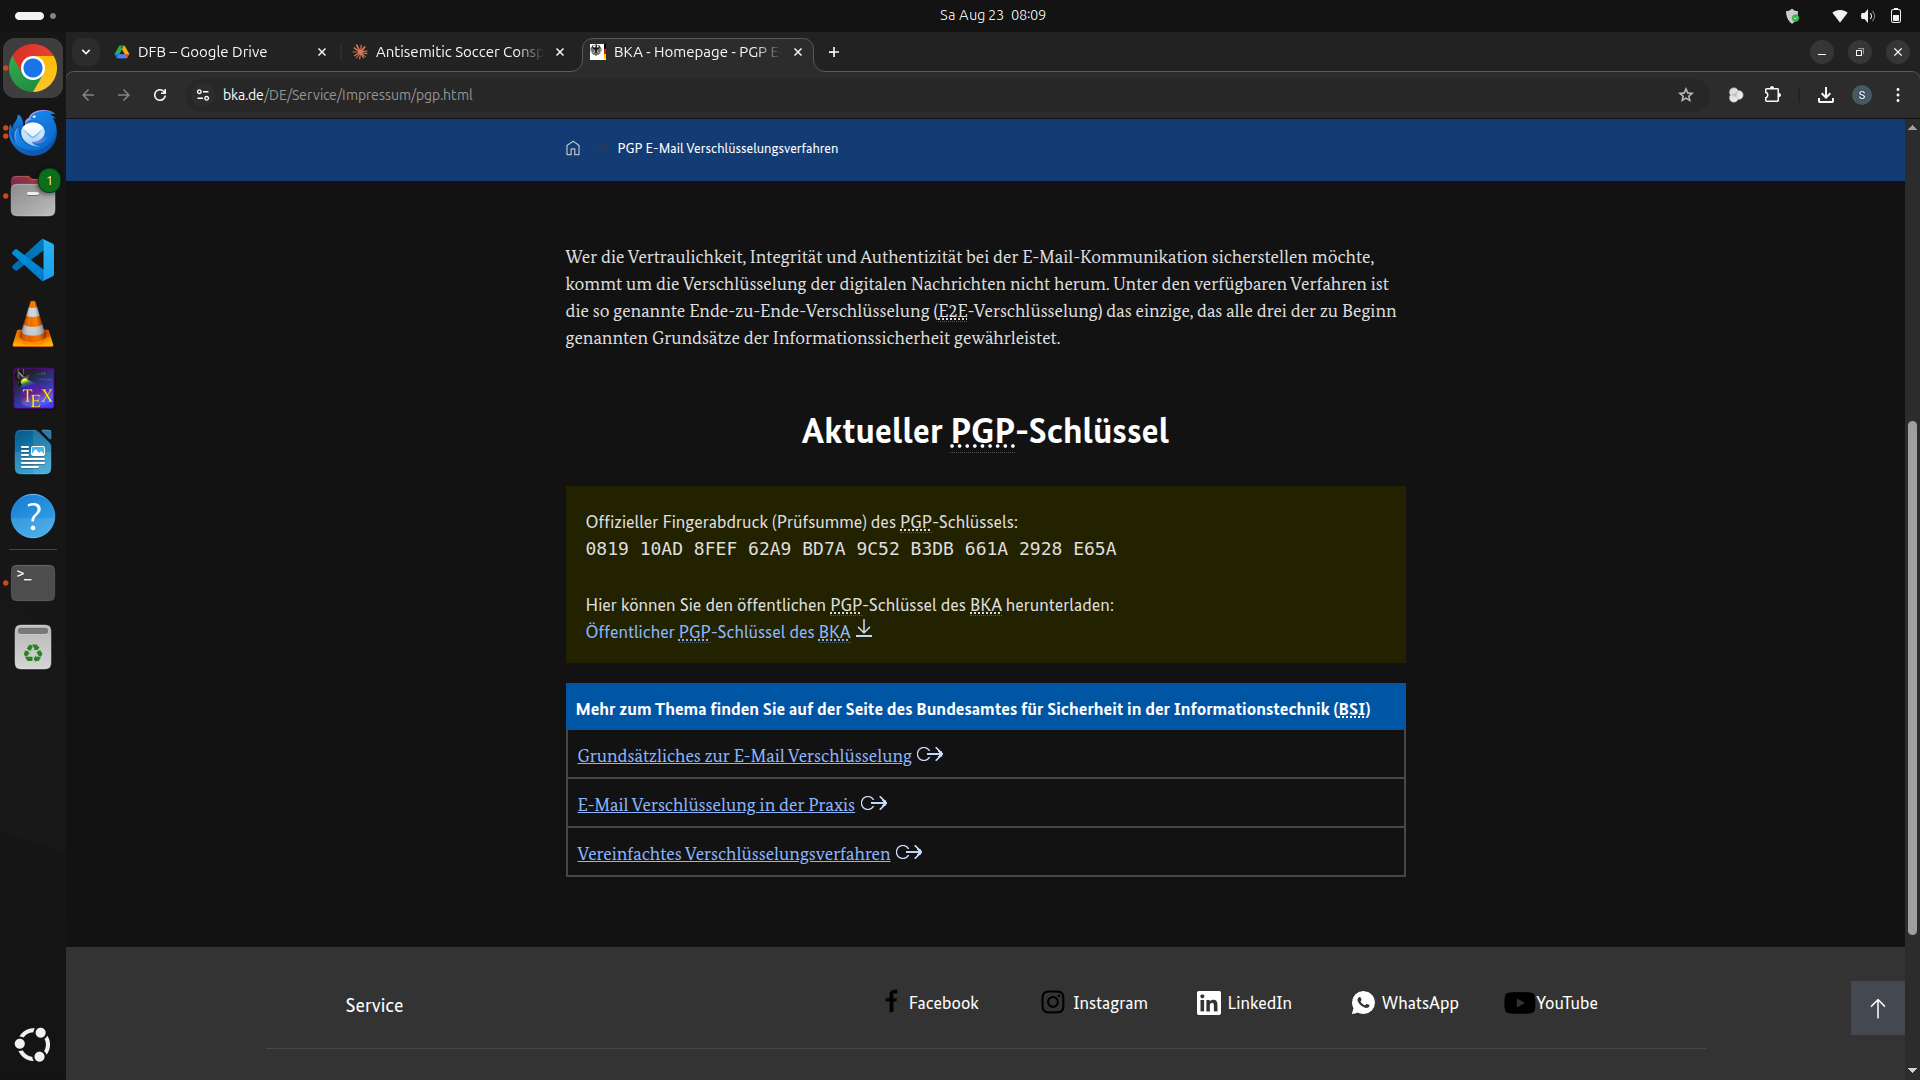 Sa Aug 23 08:09
DFB – Google Drive
Antisemitic Soccer Consp
BKA - Homepage - PGP E
bka.de/DE/Service/Impressum/pgp.html
S
1
PGP E-Mail Verschlüsselungsverfahren
Wer die Vertraulichkeit, Integrität und Authentizität bei der E-Mail-Kommunikation sicherstellen möchte,
kommt um die Verschlüsselung der digitalen Nachrichten nicht herum. Unter den verfügbaren Verfahren ist
die so genannte Ende-zu-Ende-Verschlüsselung (E2E-Verschlüsselung) das einzige, das alle drei der zu Beginn
genannten Grundsätze der Informationssicherheit gewährleistet.
Aktueller PGP-Schlüssel
Offizieller Fingerabdruck (Prüfsumme) des PGP-Schlüssels:
0819 10AD 8FEF 62A9 BD7A 9C52 B3DB 661A 2928 E65A
Hier können Sie den öffentlichen PGP-Schlüssel des BKA herunterladen:
Öffentlicher PGP-Schlüssel des BKA
Mehr zum Thema finden Sie auf der Seite des Bundesamtes für Sicherheit in der Informationstechnik (BSI)
Grundsätzliches zur E-Mail Verschlüsselung
E-Mail Verschlüsselung in der Praxis
Vereinfachtes Verschlüsselungsverfahren
Service
Facebook
Instagram
LinkedIn
WhatsApp
YouTube
TEX
?
>_